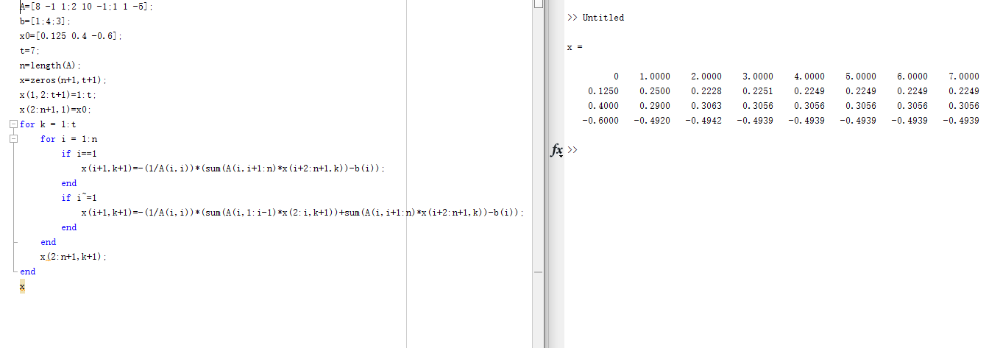 A=[8 -1 1;2 10 -1;1 1 -5];
b=[1;4;3];
x0=[0.125 0.4 -0.6];
t=7;
n=length(A);
x=zeros(n+1,t+1);
x(1,2:t+1)=1:t;
x(2:n+1,1)=x0;
for k = 1:t
for i = 1:n
if i==1
x(i+1,k+1)=-(1/A(i,i))*(sum(A(i,i+1:n)*x(i+2:n+1,k))-b(i));
end
if i~=1
x(i+1,k+1)=-(1/A(i,i))*(sum(A(i,1:i-1)*x(2:i,k+1))+sum(A(i,i+1:n)*x(i+2:n+1,k))-b(i));
end
end
x(2:n+1,k+1);
end
x
>> Untitled
x =
0 1.0000 2.0000 3.0000 4.0000 5.0000 6.0000 7.0000
0.1250 0.2500 0.2228 0.2251 0.2249 0.2249 0.2249 0.2249
0.4000 0.2900 0.3063 0.3056 0.3056 0.3056 0.3056 0.3056
-0.6000 -0.4920 -0.4942 -0.4939 -0.4939 -0.4939 -0.4939 -0.4939
fx >>